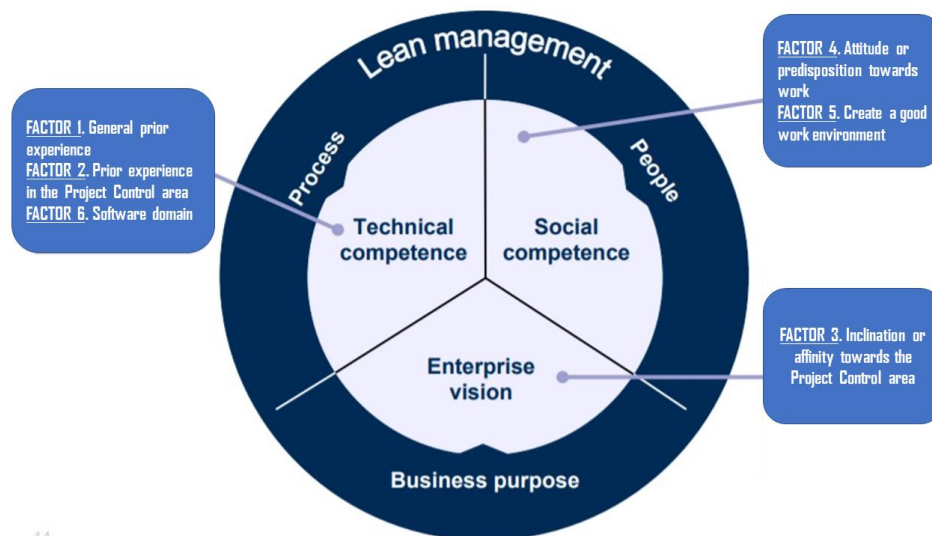 Lean management
FACTOR 4. Attitude or
predisposition towards
work
FACTOR 5. Create a good
work environment
FACTOR 1. General prior
experience
FACTOR 2. Prior experience
in the Project Control area
FACTOR 6. Software domain
Process
People
Technical
competence
Social
competence
FACTOR 3. Inclination or
affinity towards the
Project Control area
Enterprise
vision
Business purpose